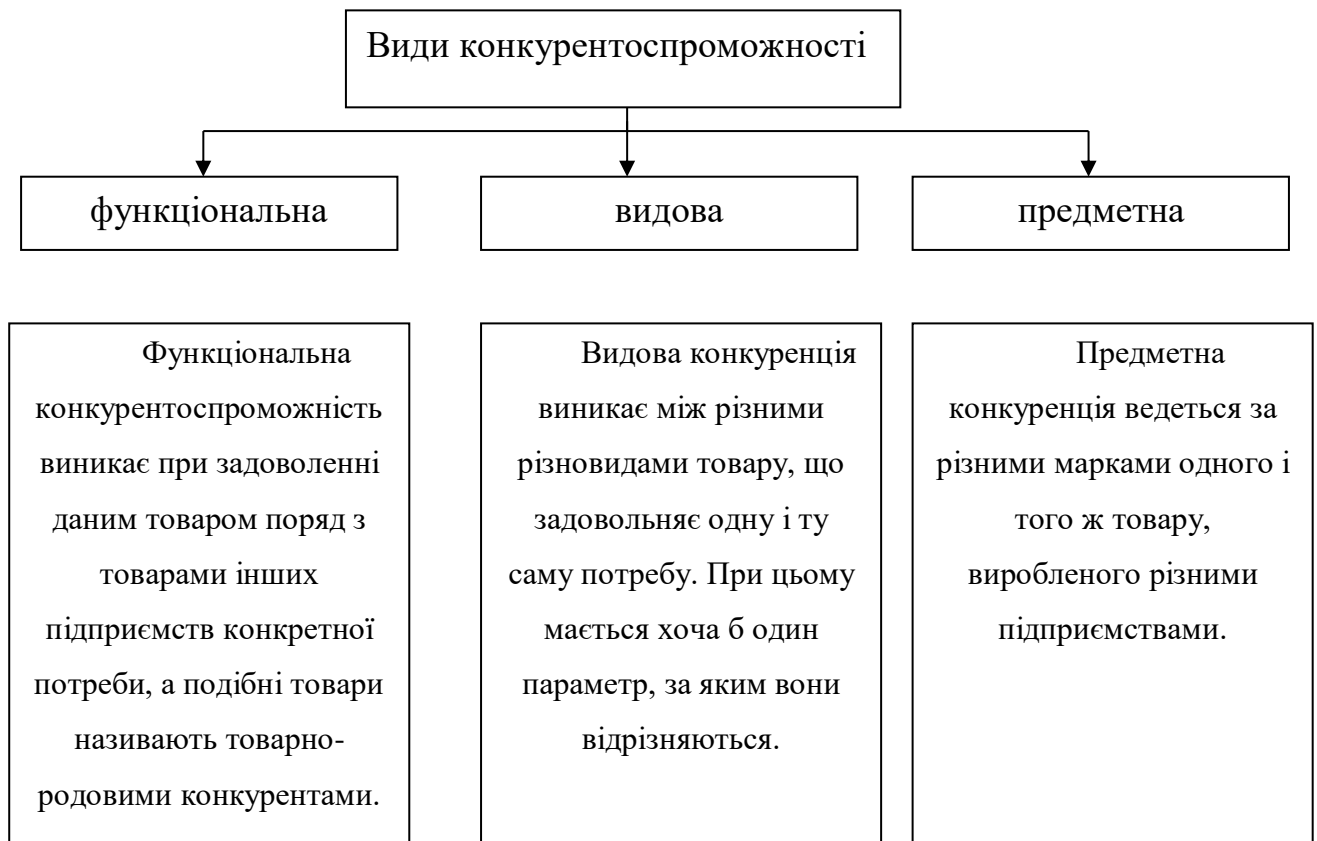 Види конкурентоспроможності
функціональна
видова
предметна
Функціональна
конкурентоспроможність
виникає при задоволенні
даним товаром поряд з
товарами інших
підприємств конкретної
потреби, а подібні товари
називають товарно-
родовими конкурентами.
Видова конкуренція
виникає між різними
різновидами товару, що
задовольняє одну і ту
саму потребу. При цьому
мається хоча б один
параметр, за яким вони
відрізняються.
Предметна
конкуренція ведеться за
різними марками одного і
того ж товару,
виробленого різними
підприємствами.